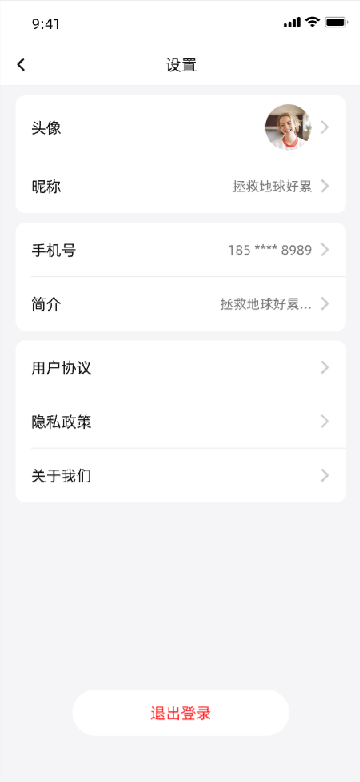 9:41
设置
头像
昵称 拯救地球好累
手机号 185 **** 8989
简介 拯救地球好累...
用户协议
隐私政策
关于我们
退出登录